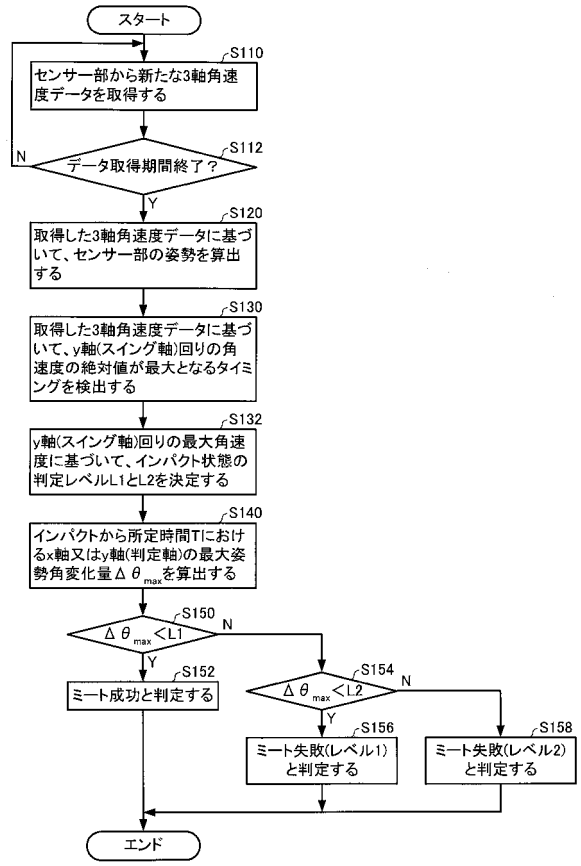 スタート
S110
センサー部から新たな3軸角速
度データを取得する
S112
データ取得期間終了？
N
Y
S120
取得した3軸角速度データに基づ
いて、センサー部の姿勢を算出
する
S130
取得した3軸角速度データに基づ
いて、y軸(スイング軸)回りの角
速度の絶対値が最大となるタイミ
ングを検出する
S132
y軸(スイング軸)回りの最大角速
度に基づいて、インパクト状態の
判定レベルL1とL2を決定する
S140
インパクトから所定時間Tにおけ
るx軸又はy軸(判定軸)の最大姿
勢角変化量Δθmaxを算出する
S150
Δθmax<L1
N
Y
S152
ミート成功と判定する
S154
Δθmax<L2
N
Y
S156
ミート失敗(レベル1)
と判定する
S158
ミート失敗(レベル2)
と判定する
エンド